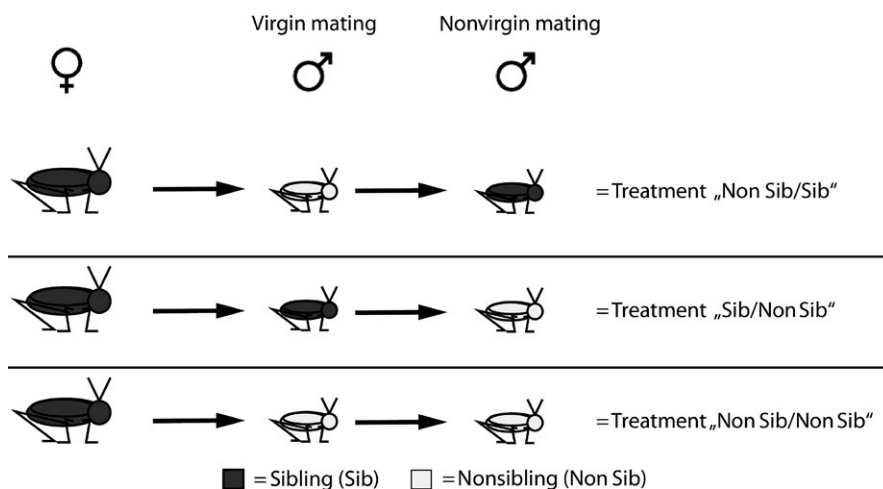 Virgin mating Nonvirgin mating
=Treatment „Non Sib/Sib“
=Treatment „Sib/Non Sib“
=Treatment „Non Sib/Non Sib“
=Sibling (Sib) =Nonsibling (Non Sib)